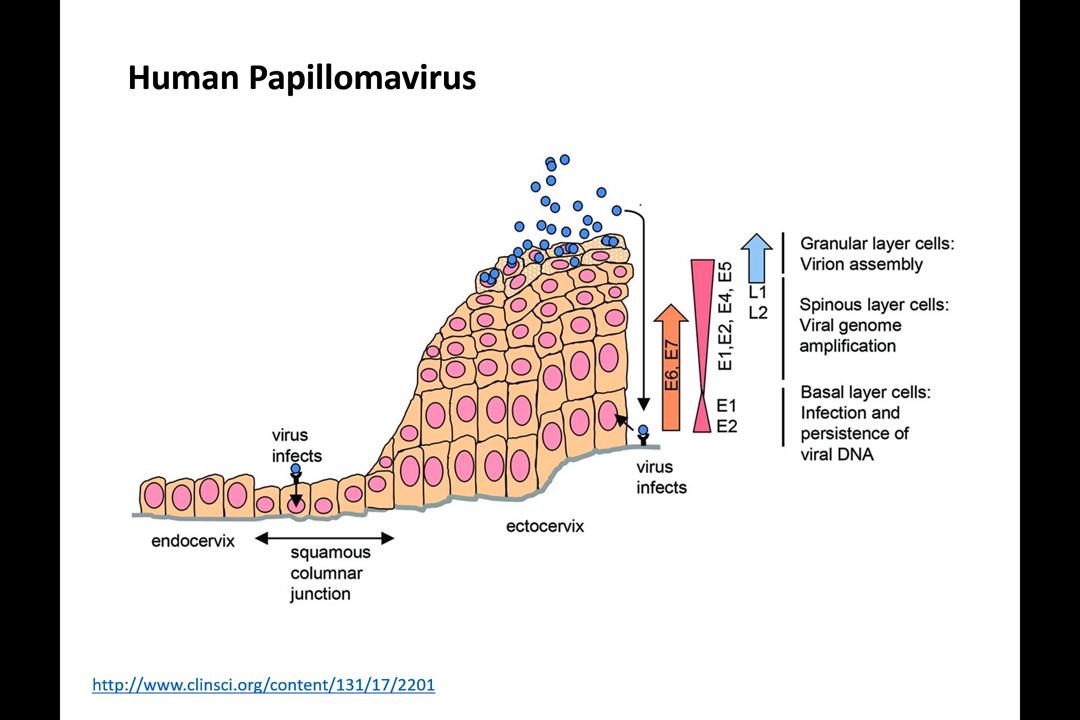 Human Papillomavirus
Granular layer cells:
Virion assembly
E1,E2, E4, E5
L1
L2
Spinous layer cells:
Viral genome
amplification
E6, E7
E1
E2
Basal layer cells:
Infection and
persistence of
viral DNA
virus
infects
virus
infects
endocervix
squamous
columnar
junction
ectocervix
http://www.clinsci.org/content/131/17/2201